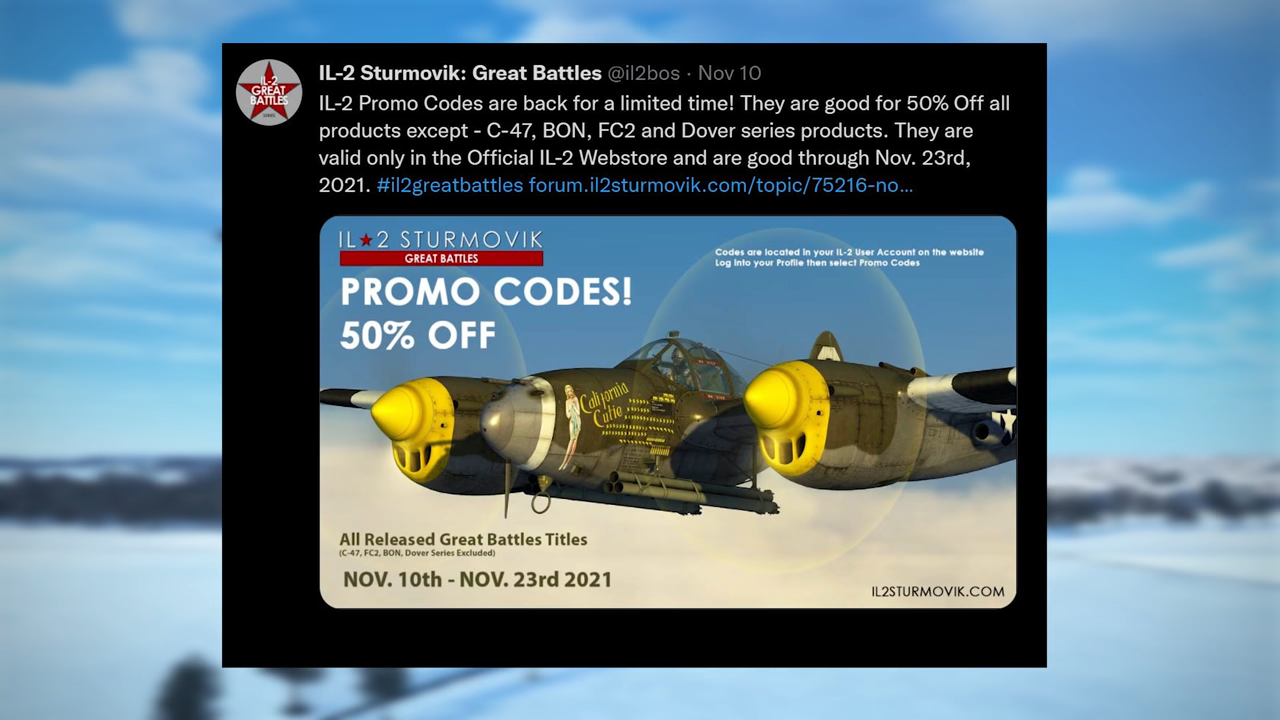 IL-2 Sturmovik: Great Battles @il2bos · Nov 10
IL-2 Promo Codes are back for a limited time! They are good for 50% Off all
products except - C-47, BON, FC2 and Dover series products. They are
valid only in the Official IL-2 Webstore and are good through Nov. 23rd,
2021. #il2greatbattles forum.il2sturmovik.com/topic/75216-no…
IL-2
GREAT
BATTLES
IL★2 STURMOVIK
GREAT BATTLES
PROMO CODES!
50% OFF
Codes are located in your IL-2 User Account on the website
Log into your Profile then select Promo Codes
California
Cutie
All Released Great Battles Titles
(C-47, FC2, BON, Dover Series Excluded)
NOV. 10th - NOV. 23rd 2021
IL2STURMOVIK.COM